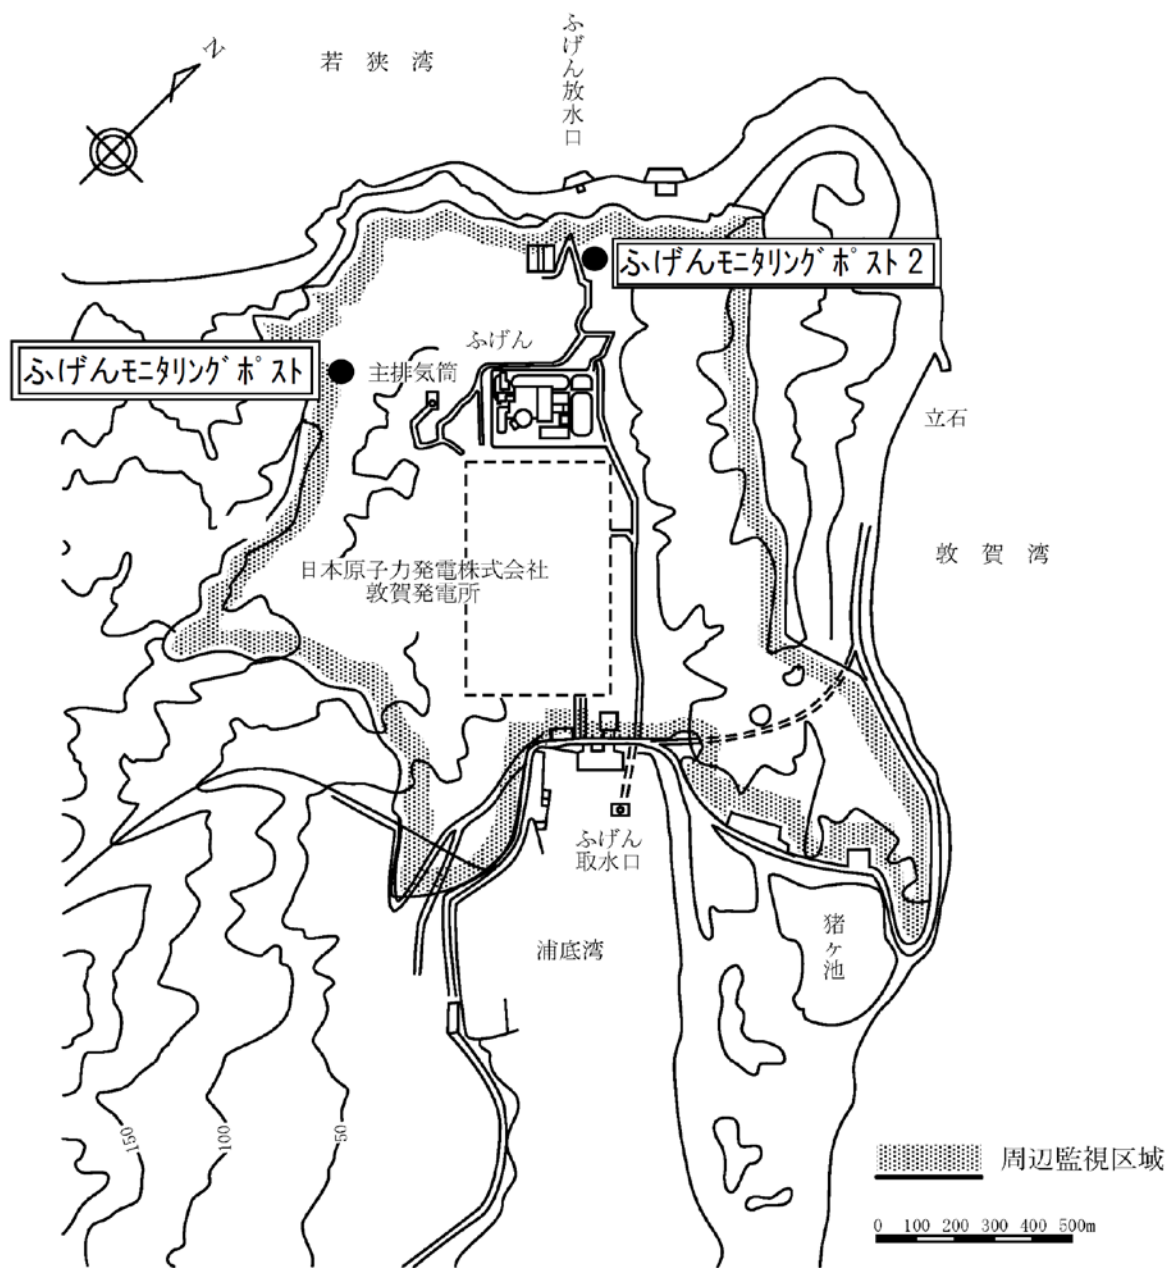 N
若狭湾
ふげん放水口
ふげんモニタリングポスト2
ふげん
ふげんモニタリングポスト
主排気筒
立石
敦賀湾
日本原子力発電株式会社
敦賀発電所
ふげん
取水口
浦底湾
猪ヶ池
150
100
50
周辺監視区域
0 100 200 300 400 500m